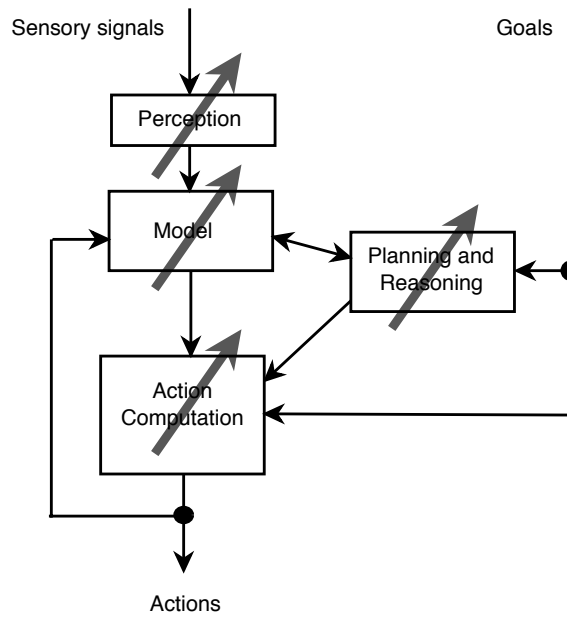 Sensory signals
Goals
Perception
Model
Planning and
Reasoning
Action
Computation
Actions